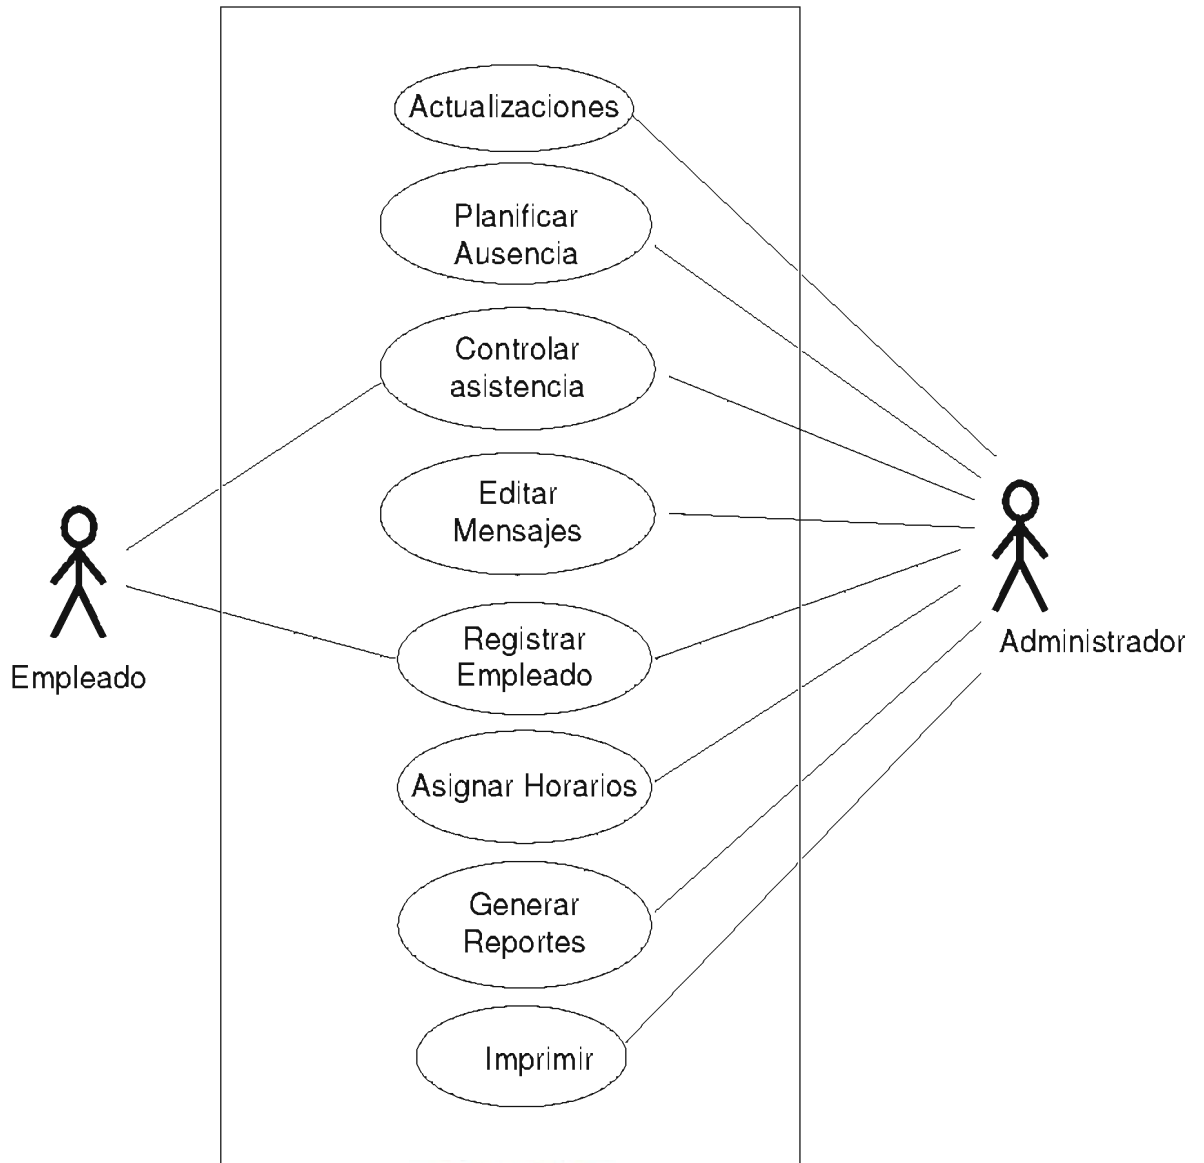 Actualizaciones
Planificar
Ausencia
Controlar
asistencia
Editar
Mensajes
Registrar
Empleado
Asignar Horarios
Generar
Reportes
Imprimir
Empleado
Administrador